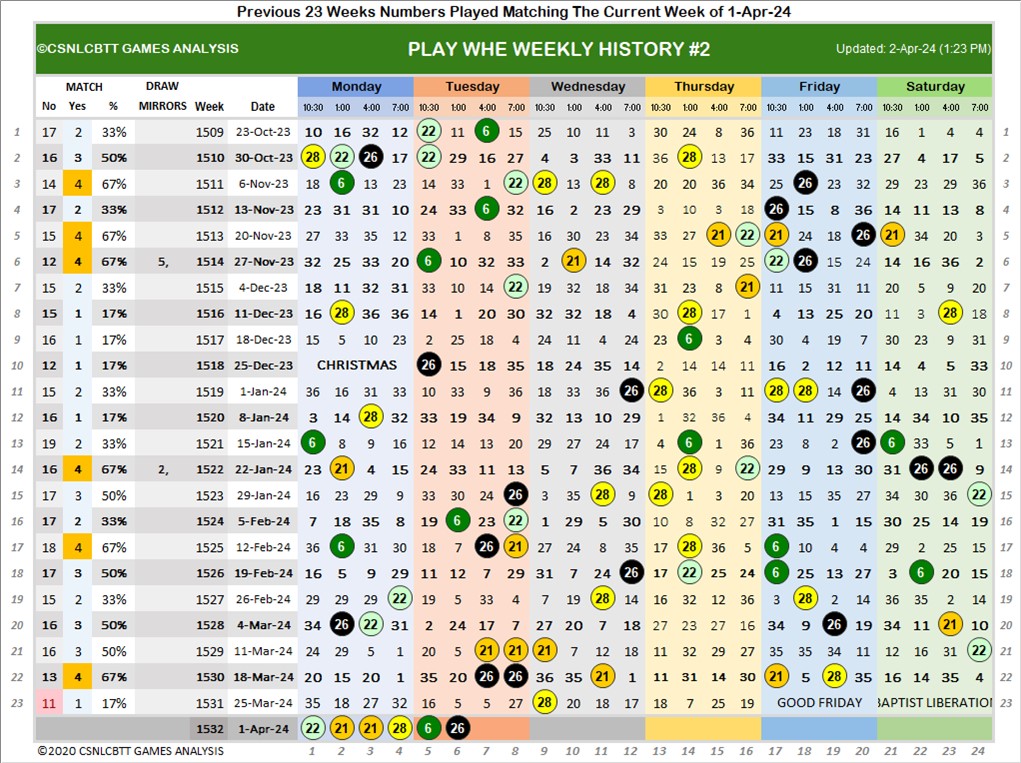 Previous 23 Weeks Numbers Played Matching The Current Week of 1-Apr-24
©CSNLCBTT GAMES ANALYSIS PLAY WHE WEEKLY HISTORY #2 Updated: 2-Apr-24 (1:23 PM)
MATCH DRAW Monday Tuesday Wednesday Thursday Friday Saturday
No Yes % MIRRORS Week Date 10:30 1:00 4:00 7:00 10:30 1:00 4:00 7:00 10:30 1:00 4:00 7:00 10:30 1:00 4:00 7:00 10:30 1:00 4:00 7:00 10:30 1:00 4:00 7:00
1 17 2 33% 1509 23-Oct-23 10 16 32 12 22 11 6 15 25 10 11 3 30 24 8 36 11 23 18 31 16 1 4 4 1
2 16 3 50% 1510 30-Oct-23 28 22 26 17 22 29 16 27 4 3 33 11 36 28 13 17 33 15 31 23 27 4 17 5 2
3 14 4 67% 1511 6-Nov-23 18 6 13 23 14 33 1 22 28 13 28 8 20 20 36 34 25 26 23 32 29 23 29 36 3
4 17 2 33% 1512 13-Nov-23 23 31 31 10 24 33 6 32 16 2 23 29 3 10 3 18 26 15 8 36 14 11 13 8 4
5 15 4 67% 1513 20-Nov-23 27 33 35 12 33 1 8 35 16 30 23 34 33 27 21 22 21 24 18 26 21 34 20 3 5
6 12 4 67% 5, 1514 27-Nov-23 32 25 33 20 6 10 32 33 2 21 14 32 24 15 19 25 22 26 15 24 14 16 36 2 6
7 15 2 33% 1515 4-Dec-23 18 11 32 31 33 10 14 22 19 32 18 34 31 23 8 21 11 15 31 11 20 5 9 20 7
8 15 1 17% 1516 11-Dec-23 16 28 36 36 14 1 20 30 32 32 18 4 30 28 17 1 4 13 25 20 11 3 28 18 8
9 16 1 17% 1517 18-Dec-23 15 5 10 23 2 25 18 4 24 11 4 24 23 6 3 4 30 4 19 7 30 23 9 31 9
10 12 1 17% 1518 25-Dec-23 CHRISTMAS 26 15 18 35 18 24 35 14 2 14 14 11 16 2 12 11 14 4 5 33 10
11 15 2 33% 1519 1-Jan-24 36 16 31 33 10 33 9 36 18 11 32 26 28 36 3 11 28 28 14 26 4 13 31 30 11
12 16 1 17% 1520 8-Jan-24 3 14 28 32 33 19 34 9 32 13 10 29 1 32 36 4 34 11 29 25 14 34 10 35 12
13 19 2 33% 1521 15-Jan-24 6 8 9 16 12 14 13 20 29 27 24 17 4 6 1 36 23 8 2 26 6 33 5 1 13
14 16 4 67% 2, 1522 22-Jan-24 23 21 4 15 24 33 11 13 5 7 36 34 15 28 9 22 29 9 13 30 31 26 26 9 14
15 17 3 50% 1523 29-Jan-24 16 23 29 9 33 30 24 26 3 35 28 9 28 1 3 20 13 15 35 27 34 30 36 22 15
16 17 2 33% 1524 5-Feb-24 7 18 35 8 19 6 23 22 1 29 5 30 10 8 32 27 31 35 1 15 30 25 14 19 16
17 18 4 67% 1525 12-Feb-24 36 6 31 30 18 7 26 21 27 24 8 35 17 28 36 5 6 10 4 4 29 2 25 15 17
18 17 3 50% 1526 19-Feb-24 16 5 9 29 11 12 7 29 31 7 24 26 17 22 25 24 6 25 13 27 3 6 20 18 18
19 15 2 33% 1527 26-Feb-24 29 29 29 22 19 5 33 4 7 19 28 14 16 32 12 36 3 28 2 14 36 35 2 14 19
20 16 3 50% 1528 4-Mar-24 34 26 22 31 2 24 17 7 27 20 7 18 27 23 27 16 34 9 26 19 34 11 21 10 20
21 16 3 50% 1529 11-Mar-24 24 29 5 1 20 5 21 21 21 7 12 18 11 32 29 27 35 35 34 11 12 16 31 22 21
22 13 4 67% 1530 18-Mar-24 20 15 20 1 35 20 26 26 36 35 21 1 11 31 14 30 21 5 28 35 16 14 35 4 22
23 11 1 17% 1531 25-Mar-24 35 18 27 32 16 5 5 27 28 20 18 17 18 7 25 19 GOOD FRIDAY BAPTIST LIBERATION 23
1532 1-Apr-24 22 21 21 28 6 26
©2020 CSNLCBTT GAMES ANALYSIS 1 2 3 4 5 6 7 8 9 10 11 12 13 14 15 16 17 18 19 20 21 22 23 24